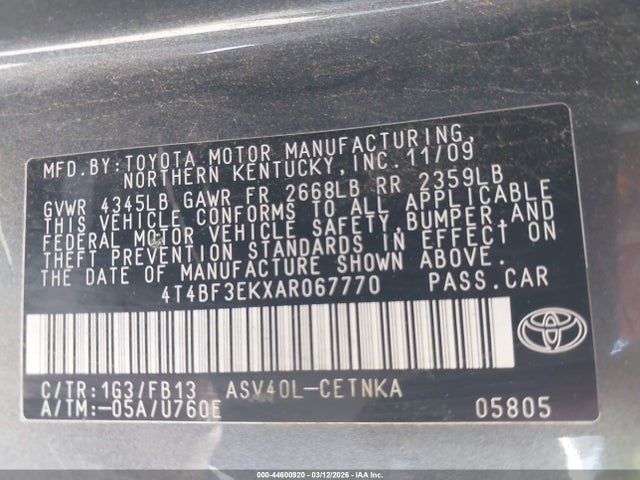 MFD.BY:TOYOTA MOTOR MANUFACTURING,
NORTHERN KENTUCKY,INC.11/09
GVWR 4345LB GAWR FR 2668LB RR 2359LB
THIS VEHICLE CONFORMS TO ALL APPLICABLE
FEDERAL MOTOR VEHICLE SAFETY,BUMPER,AND
THEFT PREVENTION STANDARDS IN EFFECT ON
THE DATE OF MANUFACTURE SHOWN ABOVE.
4T4BF3EKXAR067770 PASS.CAR
C/TR:1G3/FB13 ASV40L-CETNKA
A/TM:-05A/U760E 05805
000-44600920 - 03/12/2026 - IAAI.COM